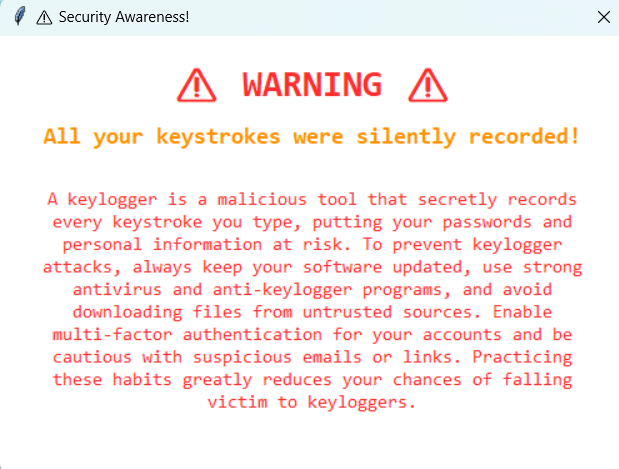 ⚠ Security Awareness!
⚠ WARNING ⚠
All your keystrokes were silently recorded!
A keylogger is a malicious tool that secretly records
every keystroke you type, putting your passwords and
personal information at risk. To prevent keylogger
attacks, always keep your software updated, use strong
antivirus and anti-keylogger programs, and avoid
downloading files from untrusted sources. Enable
multi-factor authentication for your accounts and be
cautious with suspicious emails or links. Practicing
these habits greatly reduces your chances of falling
victim to keyloggers.